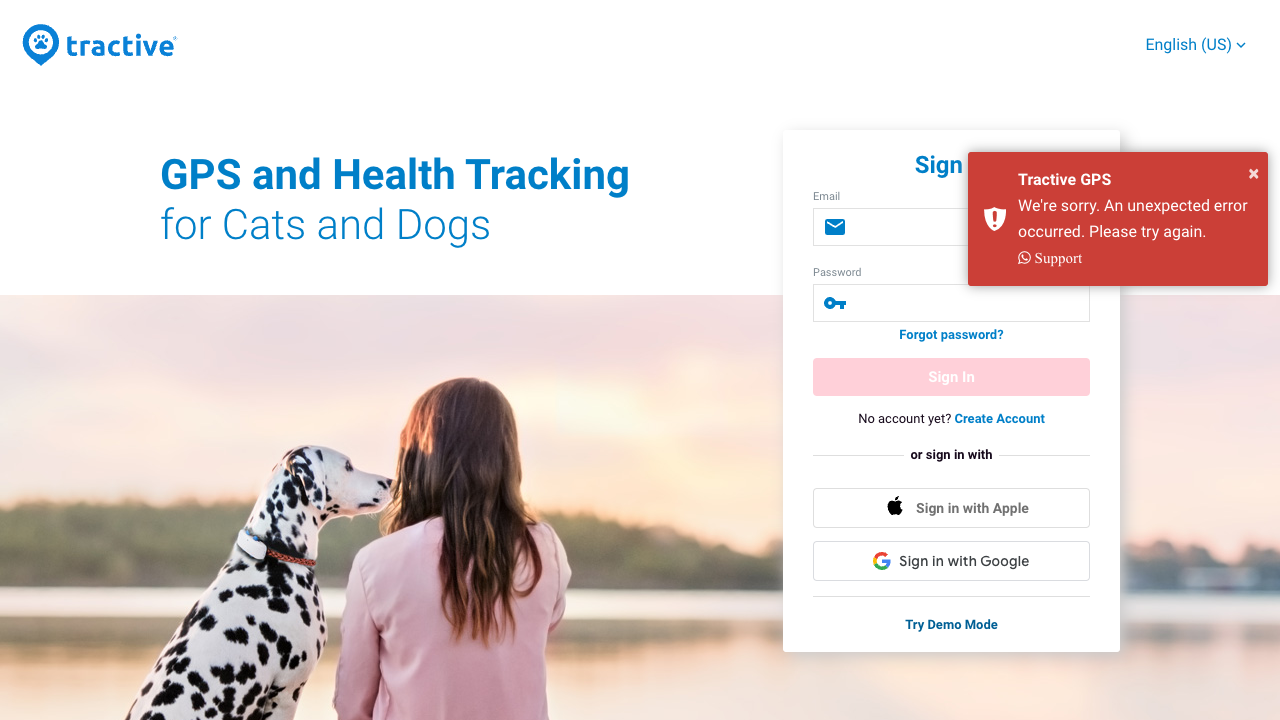 tractive
English (US)
GPS and Health Tracking
for Cats and Dogs
Sign
Tractive GPS
We're sorry. An unexpected error
occurred. Please try again.
Support
×
Email
Password
Forgot password?
Sign In
No account yet? Create Account
or sign in with
Sign in with Apple
Sign in with Google
Try Demo Mode